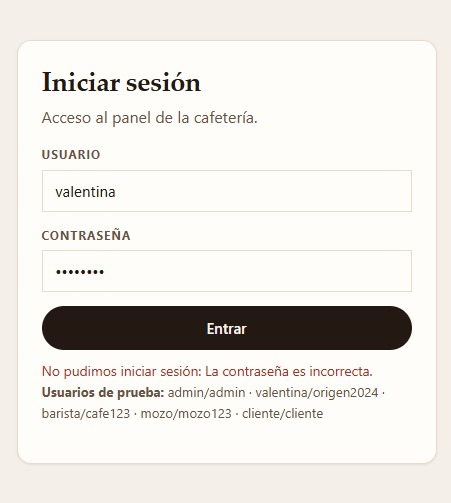 Iniciar sesión
Acceso al panel de la cafetería.
USUARIO
valentina
CONTRASEÑA
••••••••
Entrar
No pudimos iniciar sesión: La contraseña es incorrecta.
Usuarios de prueba: admin/admin · valentina/origen2024 ·
barista/cafe123 · mozo/mozo123 · cliente/cliente